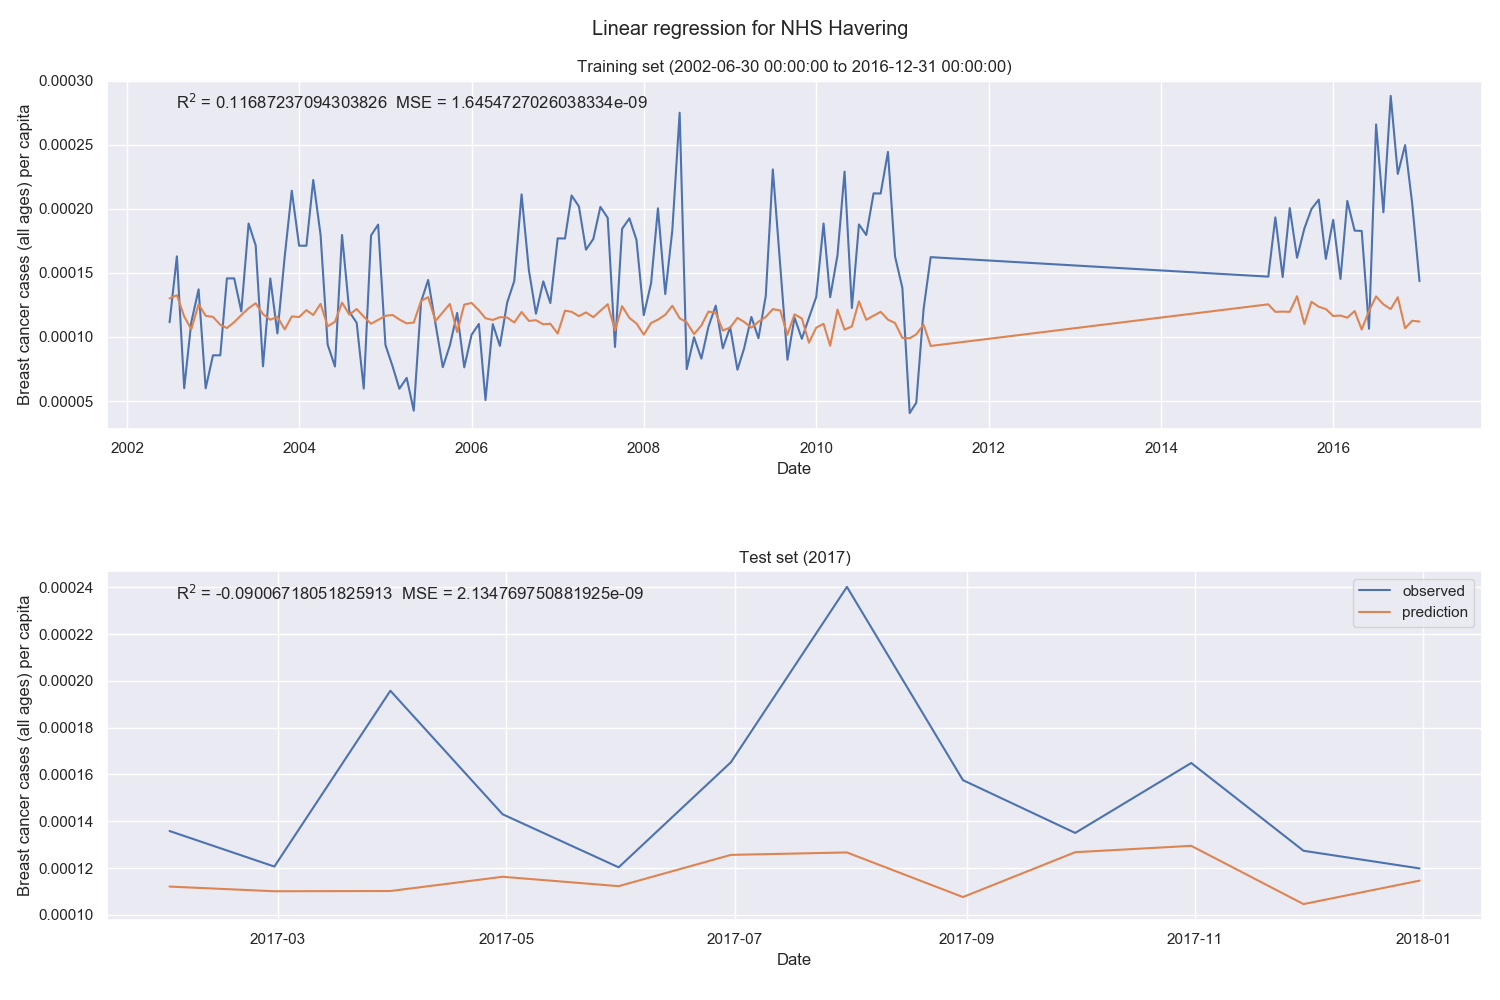 Linear regression for NHS Havering
Training set (2002-06-30 00:00:00 to 2016-12-31 00:00:00)
R² = 0.11687237094303826 MSE = 1.6454727026038334e-09
Breast cancer cases (all ages) per capita
0.00030
0.00025
0.00020
0.00015
0.00010
0.00005
2002 2004 2006 2008 2010 2012 2014 2016
Date
Test set (2017)
R² = -0.09006718051825913 MSE = 2.134769750881925e-09
observed
prediction
Breast cancer cases (all ages) per capita
0.00024
0.00022
0.00020
0.00018
0.00016
0.00014
0.00012
0.00010
2017-03 2017-05 2017-07 2017-09 2017-11 2018-01
Date